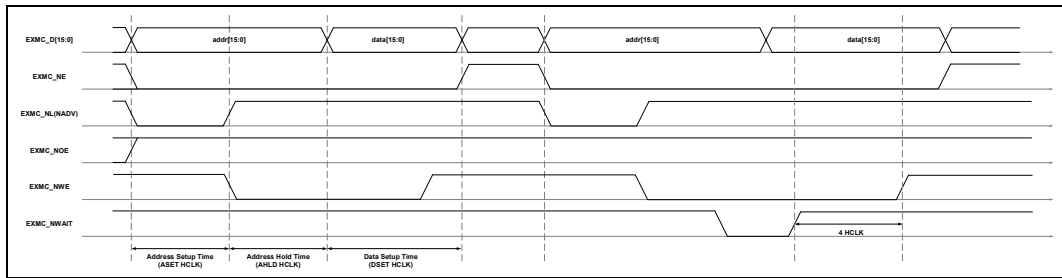 EXMC_D[15:0]
addr[15:0]
data[15:0]
addr[15:0]
data[15:0]
EXMC_NE
EXMC_NL(NADV)
EXMC_NOE
EXMC_NWE
EXMC_NWAIT
4 HCLK
Address Setup Time
(ASET HCLK)
Address Hold Time
(AHLD HCLK)
Data Setup Time
(DSET HCLK)